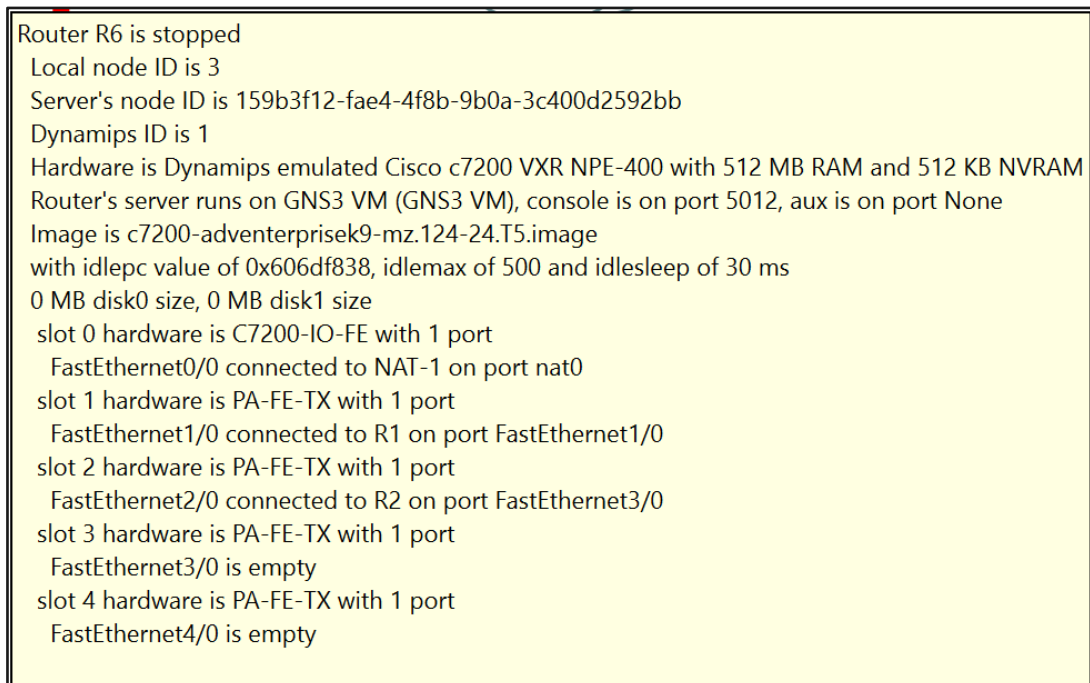 Router R6 is stopped
Local node ID is 3
Server's node ID is 159b3f12-fae4-4f8b-9b0a-3c400d2592bb
Dynamips ID is 1
Hardware is Dynamips emulated Cisco c7200 VXR NPE-400 with 512 MB RAM and 512 KB NVRAM
Router's server runs on GNS3 VM (GNS3 VM), console is on port 5012, aux is on port None
Image is c7200-adventerprisek9-mz.124-24.T5.image
with idlepc value of 0x606df838, idlemax of 500 and idlesleep of 30 ms
0 MB disk0 size, 0 MB disk1 size
slot 0 hardware is C7200-IO-FE with 1 port
FastEthernet0/0 connected to NAT-1 on port nat0
slot 1 hardware is PA-FE-TX with 1 port
FastEthernet1/0 connected to R1 on port FastEthernet1/0
slot 2 hardware is PA-FE-TX with 1 port
FastEthernet2/0 connected to R2 on port FastEthernet3/0
slot 3 hardware is PA-FE-TX with 1 port
FastEthernet3/0 is empty
slot 4 hardware is PA-FE-TX with 1 port
FastEthernet4/0 is empty